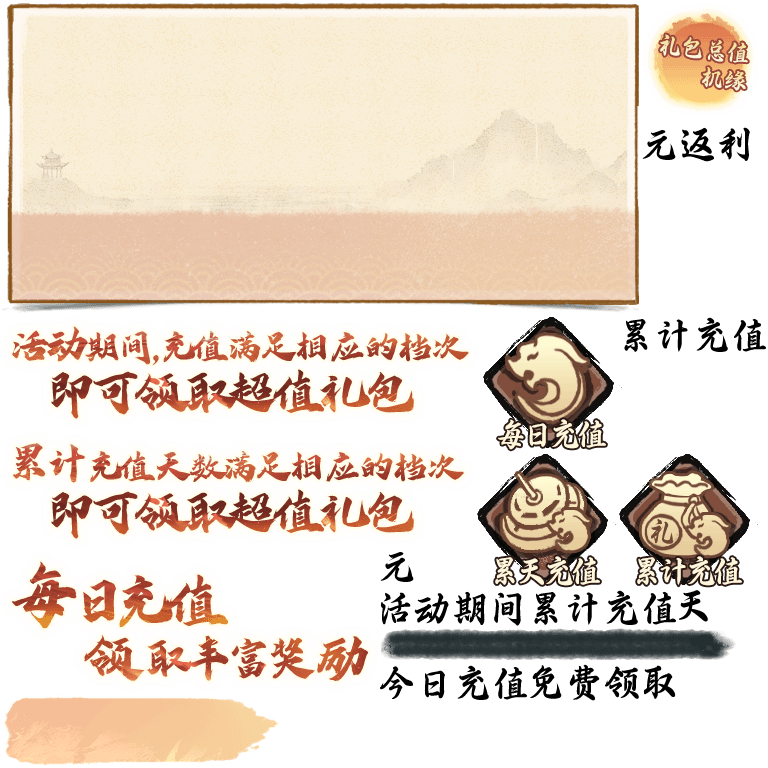 礼包总值
机缘
元返利
活动期间,充值满足相应的档次
即可领取超值礼包
累计充值
每日充值
累计充值天数满足相应的档次
即可领取超值礼包
累天充值
礼
累计充值
元
每日充值
领取丰富奖励
活动期间累计充值天
今日充值免费领取